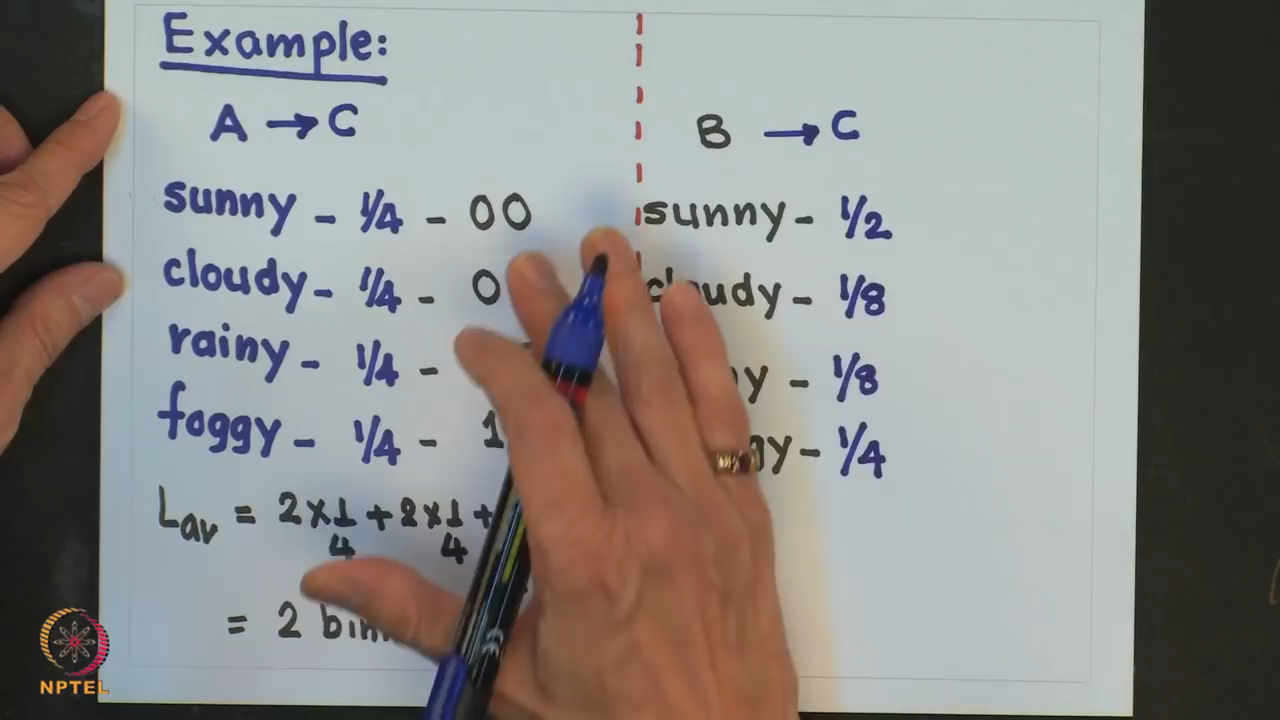 Example:
A → C
sunny - 1/4 - 00
cloudy - 1/4 - 0
rainy - 1/4 -
foggy - 1/4 - 1
Lav = 2 x 1/4 + 2 x 1/4 +
= 2
B → C
sunny - 1/2
- 1/8
- 1/8
- 1/4
NPTEL